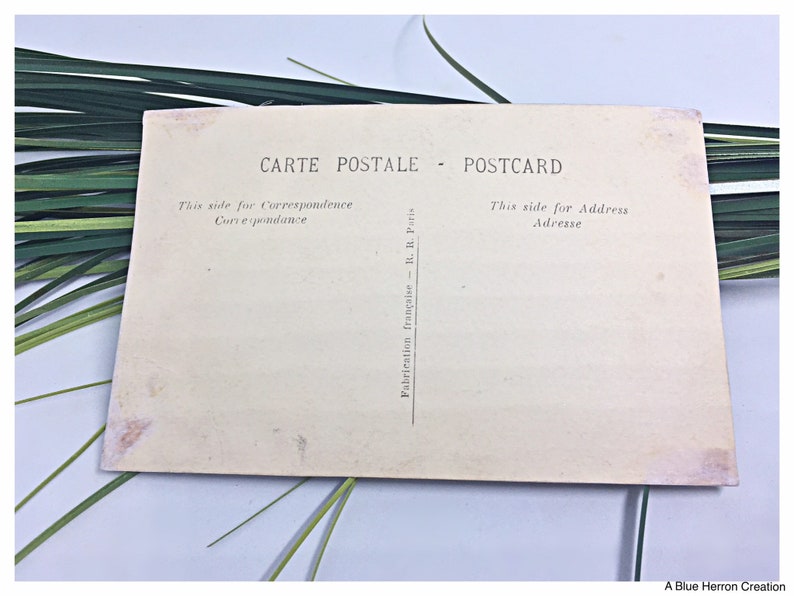 CARTE POSTALE - POSTCARD
This side for Correspondence
Correspondance
This side for Address
Adresse
Fabrication française — R. R. Paris
A Blue Herron Creation